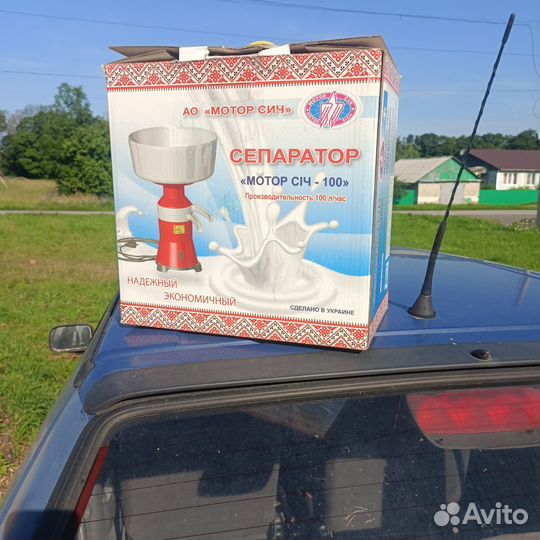 АО «МОТОР СИЧ»
СЕПАРАТОР
«МОТОР СІЧ - 100»
Производительность 100 л/час
НАДЕЖНЫЙ
ЭКОНОМИЧНЫЙ
СДЕЛАНО В УКРАИНЕ
Avito